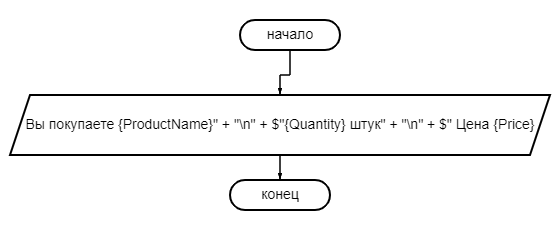 начало
Вы покупаете {ProductName}" + "\n" + $"{Quantity} штук" + "\n" + $" Цена {Price}
конец